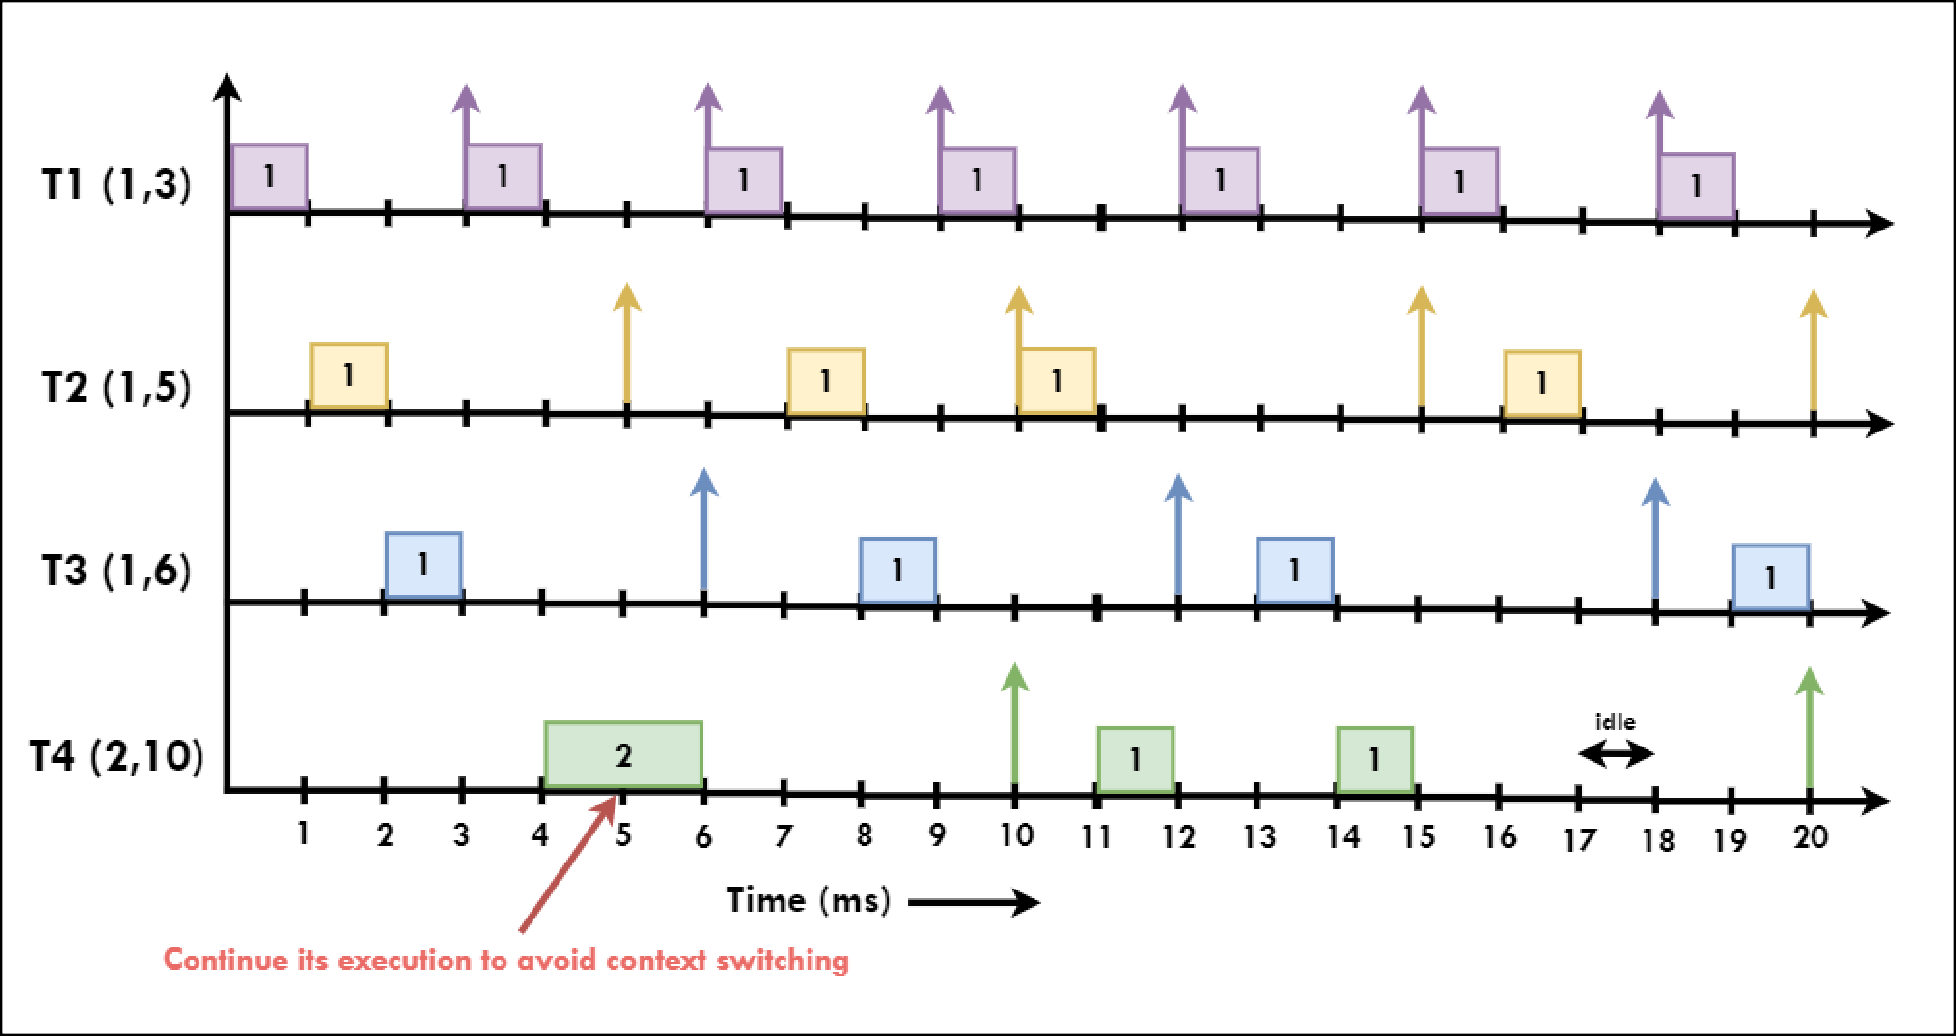 T1 (1,3)
1 1 1 1 1 1 1
T2 (1,5)
1 1 1 1
T3 (1,6)
1 1 1 1
T4 (2,10)
2 1 1
idle
1 2 3 4 5 6 7 8 9 10 11 12 13 14 15 16 17 18 19 20
Time (ms)
Continue its execution to avoid context switching